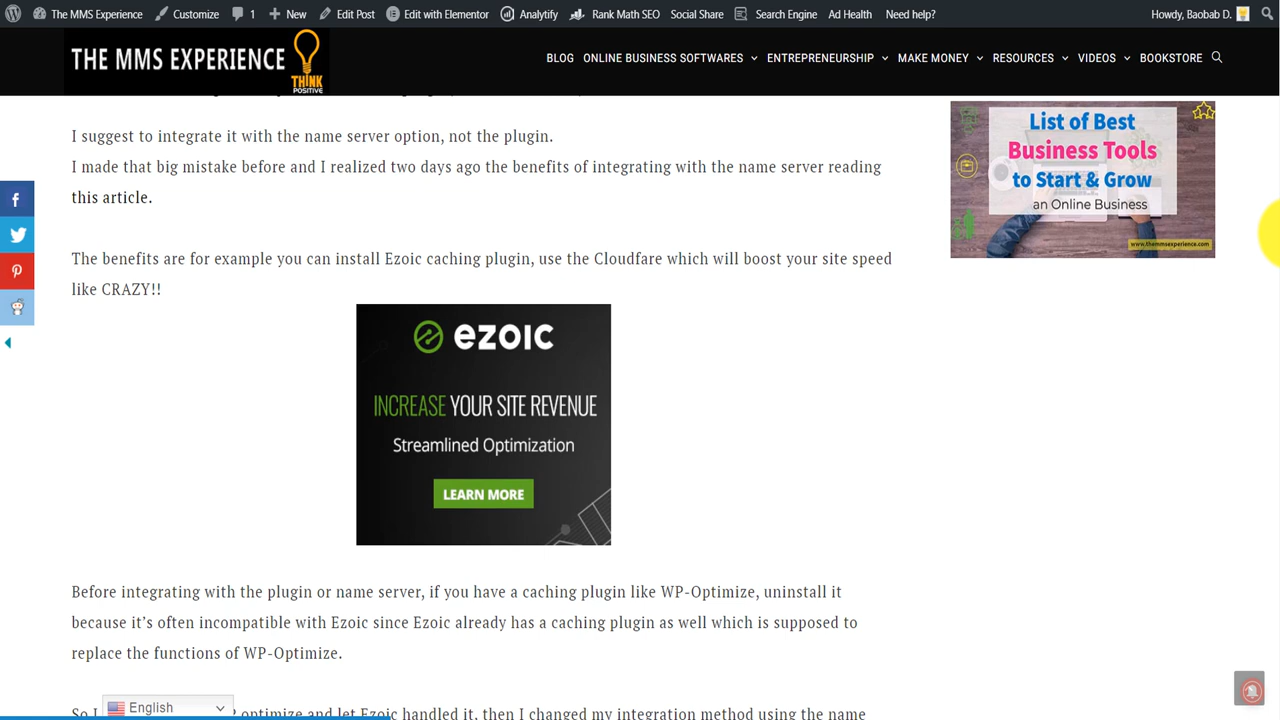 The MMS Experience Customize 1 New Edit Post Edit with Elementor Analytify Rank Math SEO Social Share Search Engine Ad Health Need help? Howdy, Baobab D.
THE MMS EXPERIENCE
THINK
POSITIVE
BLOG ONLINE BUSINESS SOFTWARES ENTREPRENEURSHIP MAKE MONEY RESOURCES VIDEOS BOOKSTORE
I suggest to integrate it with the name server option, not the plugin.
I made that big mistake before and I realized two days ago the benefits of integrating with the name server reading
this article.
The benefits are for example you can install Ezoic caching plugin, use the Cloudfare which will boost your site speed
like CRAZY!!
ezoic
INCREASE YOUR SITE REVENUE
Streamlined Optimization
LEARN MORE
Before integrating with the plugin or name server, if you have a caching plugin like WP-Optimize, uninstall it
because it's often incompatible with Ezoic since Ezoic already has a caching plugin as well which is supposed to
replace the functions of WP-Optimize.
So I optimize and let Ezoic handled it, then I changed my integration method using the name
English
List of Best
Business Tools
to Start & Grow
an Online Business
www.themmsexperience.com